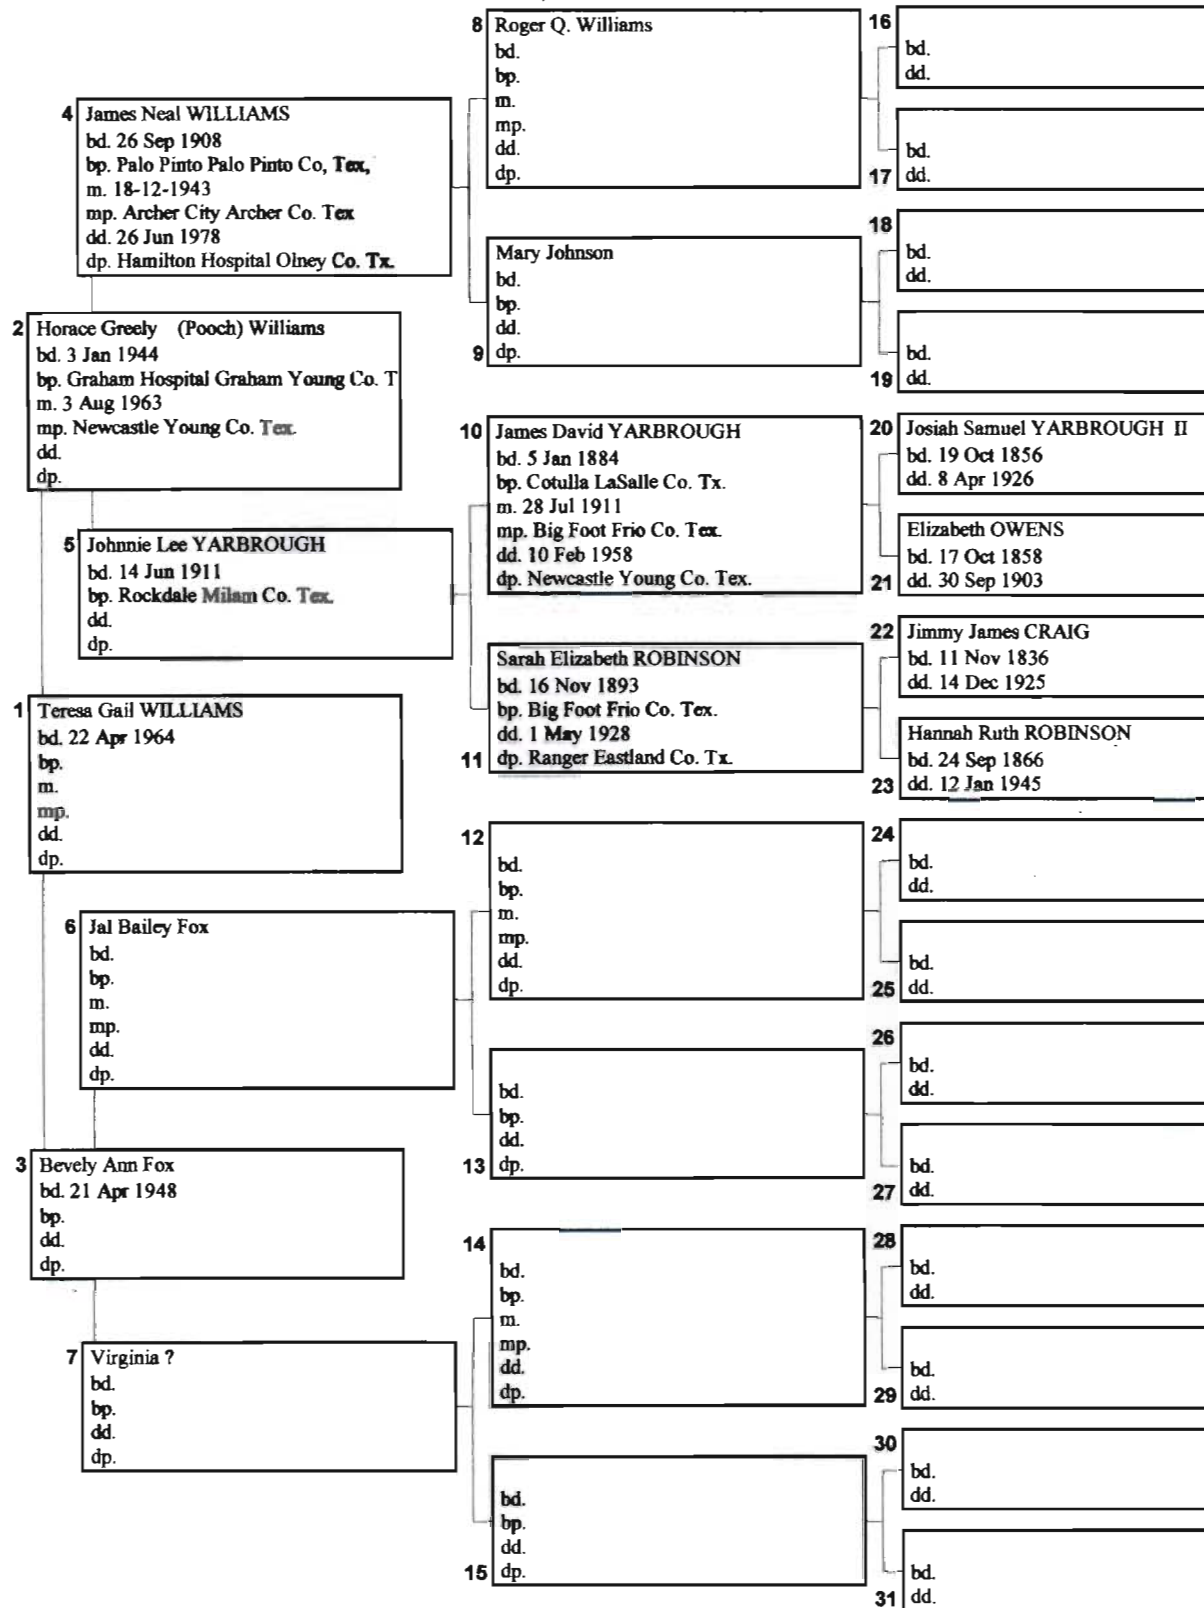 8
Roger Q. Williams
bd.
bp.
m.
mp.
dd.
dp.
16
bd.
dd.
bd.
17 dd.
4 James Neal WILLIAMS
bd. 26 Sep 1908
bp. Palo Pinto Palo Pinto Co, Tex,
m. 18-12-1943
mp. Archer City Archer Co. Tex
dd. 26 Jun 1978
dp. Hamilton Hospital Olney Co. Tx.
Mary Johnson
bd.
bp.
dd.
9 dp.
18
bd.
dd.
bd.
19 dd.
2 Horace Greely (Pooch) Williams
bd. 3 Jan 1944
bp. Graham Hospital Graham Young Co. T
m. 3 Aug 1963
mp. Newcastle Young Co. Tex.
dd.
dp.
10 James David YARBROUGH
bd. 5 Jan 1884
bp. Cotulla LaSalle Co. Tx.
m. 28 Jul 1911
mp. Big Foot Frio Co. Tex.
dd. 10 Feb 1958
dp. Newcastle Young Co. Tex.
20 Josiah Samuel YARBROUGH II
bd. 19 Oct 1856
dd. 8 Apr 1926
Elizabeth OWENS
bd. 17 Oct 1858
21 dd. 30 Sep 1903
5 Johnnie Lee YARBROUGH
bd. 14 Jun 1911
bp. Rockdale Milam Co. Tex.
dd.
dp.
Sarah Elizabeth ROBINSON
bd. 16 Nov 1893
bp. Big Foot Frio Co. Tex.
dd. 1 May 1928
11 dp. Ranger Eastland Co. Tx.
22 Jimmy James CRAIG
bd. 11 Nov 1836
dd. 14 Dec 1925
Hannah Ruth ROBINSON
bd. 24 Sep 1866
23 dd. 12 Jan 1945
1 Teresa Gail WILLIAMS
bd. 22 Apr 1964
bp.
m.
mp.
dd.
dp.
12
bd.
bp.
m.
mp.
dd.
dp.
24
bd.
dd.
bd.
25 dd.
6 Jal Bailey Fox
bd.
bp.
m.
mp.
dd.
dp.
bd.
bp.
dd.
13 dp.
26
bd.
dd.
bd.
27 dd.
3 Bevely Ann Fox
bd. 21 Apr 1948
bp.
dd.
dp.
14
bd.
bp.
m.
mp.
dd.
dp.
28
bd.
dd.
bd.
29 dd.
7 Virginia ?
bd.
bp.
dd.
dp.
bd.
bp.
dd.
15 dp.
30
bd.
dd.
bd.
31 dd.